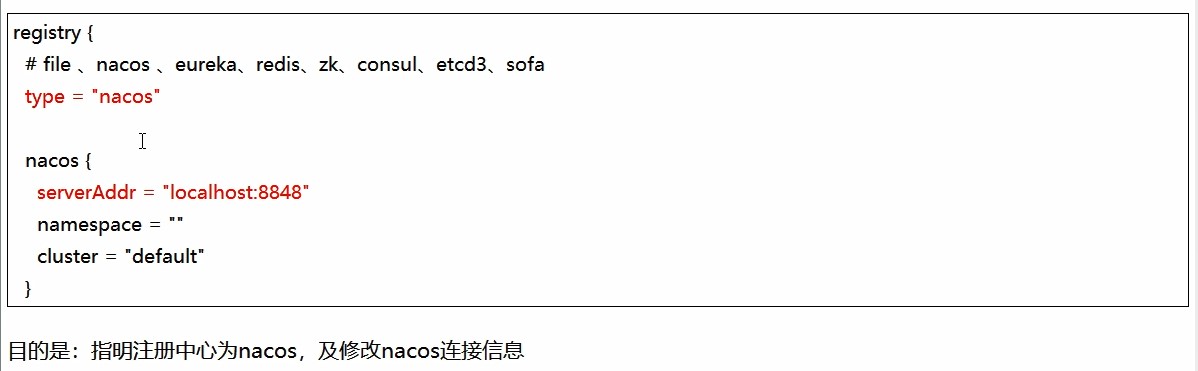 registry {
# file 、nacos 、eureka、redis、zk、consul、etcd3、sofa
type = "nacos"
nacos {
serverAddr = "localhost:8848"
namespace = ""
cluster = "default"
}
目的是：指明注册中心为nacos，及修改nacos连接信息